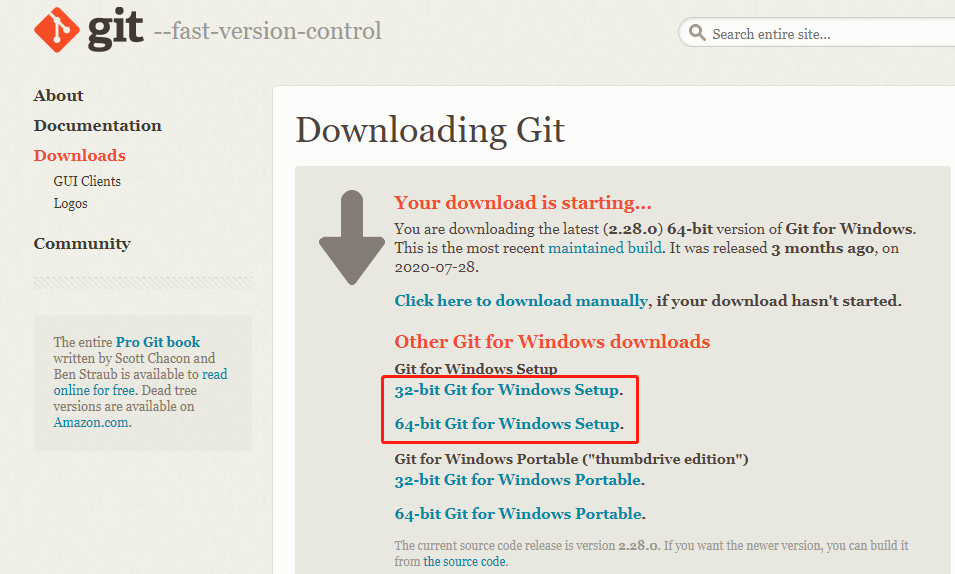 git --fast-version-control
Search entire site...
About
Documentation
Downloads
GUI Clients
Logos
Community
The entire Pro Git book
written by Scott Chacon and
Ben Straub is available to read
online for free. Dead tree
versions are available on
Amazon.com.
Downloading Git
Your download is starting...
You are downloading the latest (2.28.0) 64-bit version of Git for Windows.
This is the most recent maintained build. It was released 3 months ago, on
2020-07-28.
Click here to download manually, if your download hasn't started.
Other Git for Windows downloads
Git for Windows Setup
32-bit Git for Windows Setup.
64-bit Git for Windows Setup.
Git for Windows Portable ("thumbdrive edition")
32-bit Git for Windows Portable.
64-bit Git for Windows Portable.
The current source code release is version 2.28.0. If you want the newer version, you can build it
from the source code.